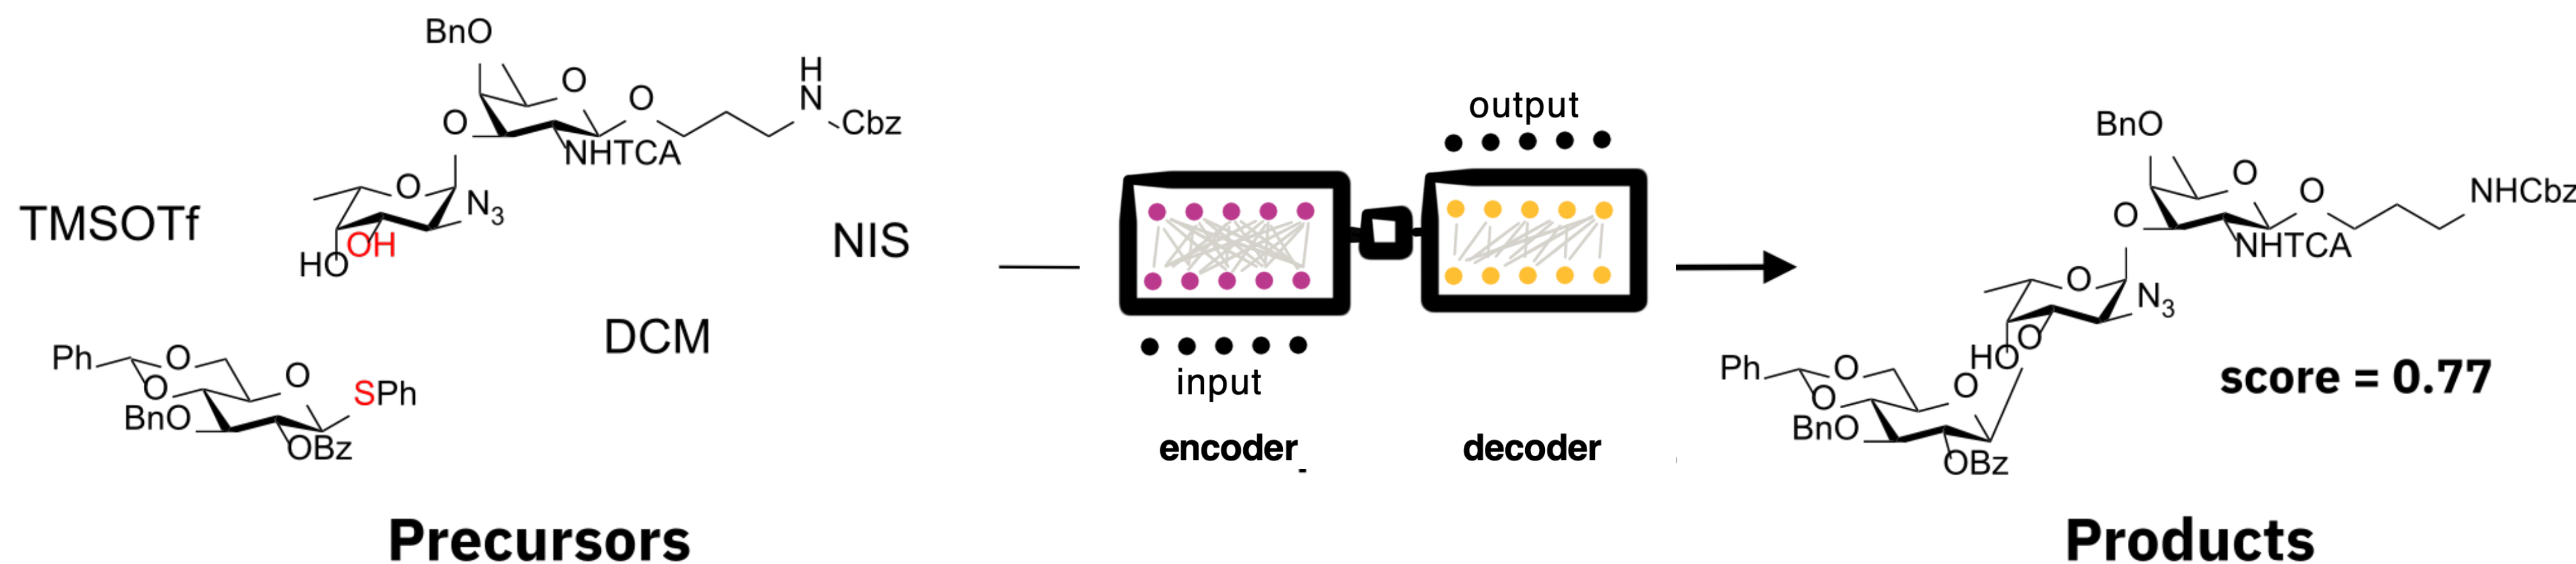 BnO
O
O
H
N
Cbz
O
NHTCA
TMSOTf
O
N3
OH
HO
NIS
DCM
Ph
O
O
O
SPh
BnO
OBz
Precursors
output
input
encoder
decoder
BnO
O
O
NHCbz
O
NHTCA
O
N3
O
HO
Ph
O
O
O
BnO
OBz
score = 0.77
Products